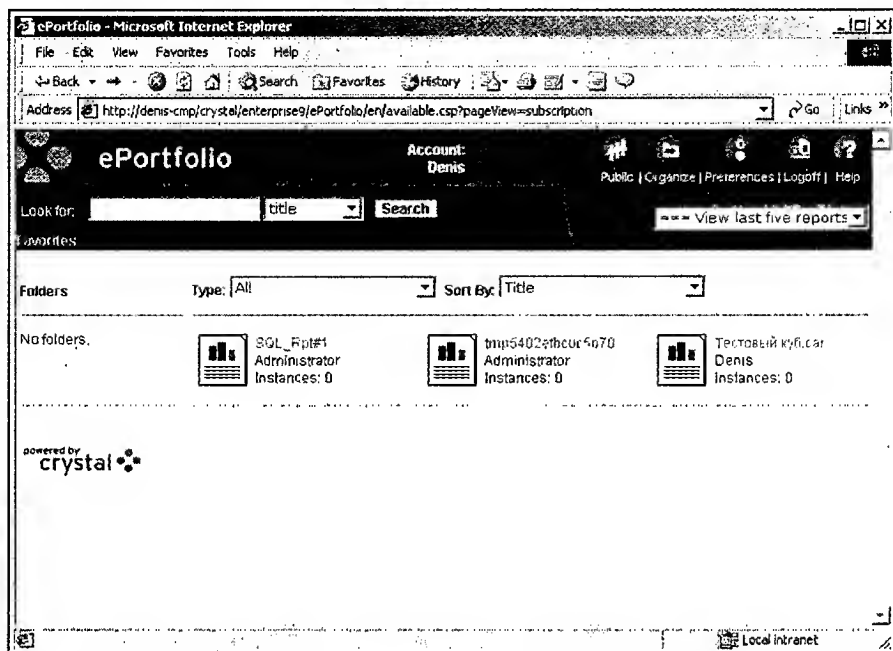 ePortfolio - Microsoft Internet Explorer
File Edit View Favorites Tools Help
Back Search Favorites History
Address http://denis-cmp/crystal/enterprise9/ePortfolio/en/available.csp?pageView=subscription Go Links »
ePortfolio Account: Denis
Public | Organize | Preferences | Logoff | Help
Look for: title Search === View last five reports
Favorites
Folders Type: All Sort By: Title
No folders.
SQL_Rpt#1
Administrator
Instances: 0
Administrator
Instances: 0
Тестовый куб.car
Denis
Instances: 0
powered by
crystal
Local intranet